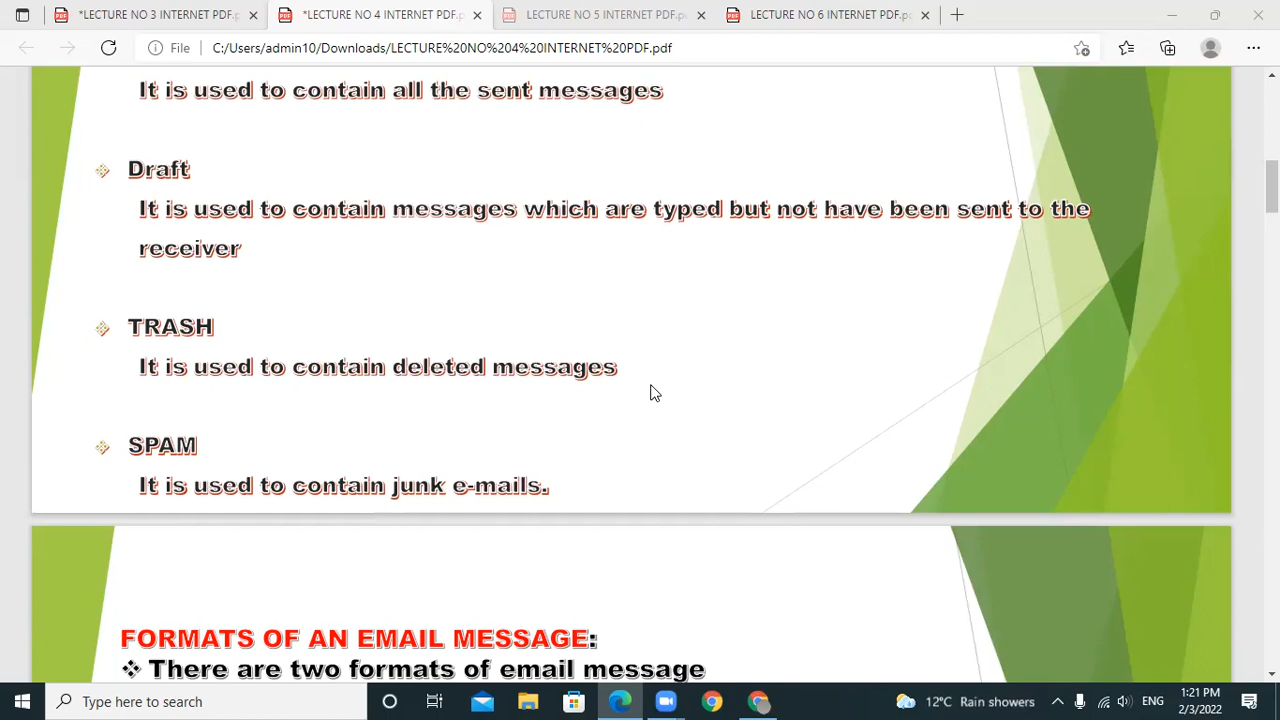 *LECTURE NO 3 INTERNET PDF.p
*LECTURE NO 4 INTERNET PDF.p
LECTURE NO 5 INTERNET PDF.p
LECTURE NO 6 INTERNET PDF.p
File
C:/Users/admin10/Downloads/LECTURE%20NO%204%20INTERNET%20PDF.pdf
It is used to contain all the sent messages
Draft
It is used to contain messages which are typed but not have been sent to the
receiver
TRASH
It is used to contain deleted messages
SPAM
It is used to contain junk e-mails.
FORMATS OF AN EMAIL MESSAGE:
There are two formats of email message
Type here to search
12°C Rain showers
ENG
1:21 PM
2/3/2022